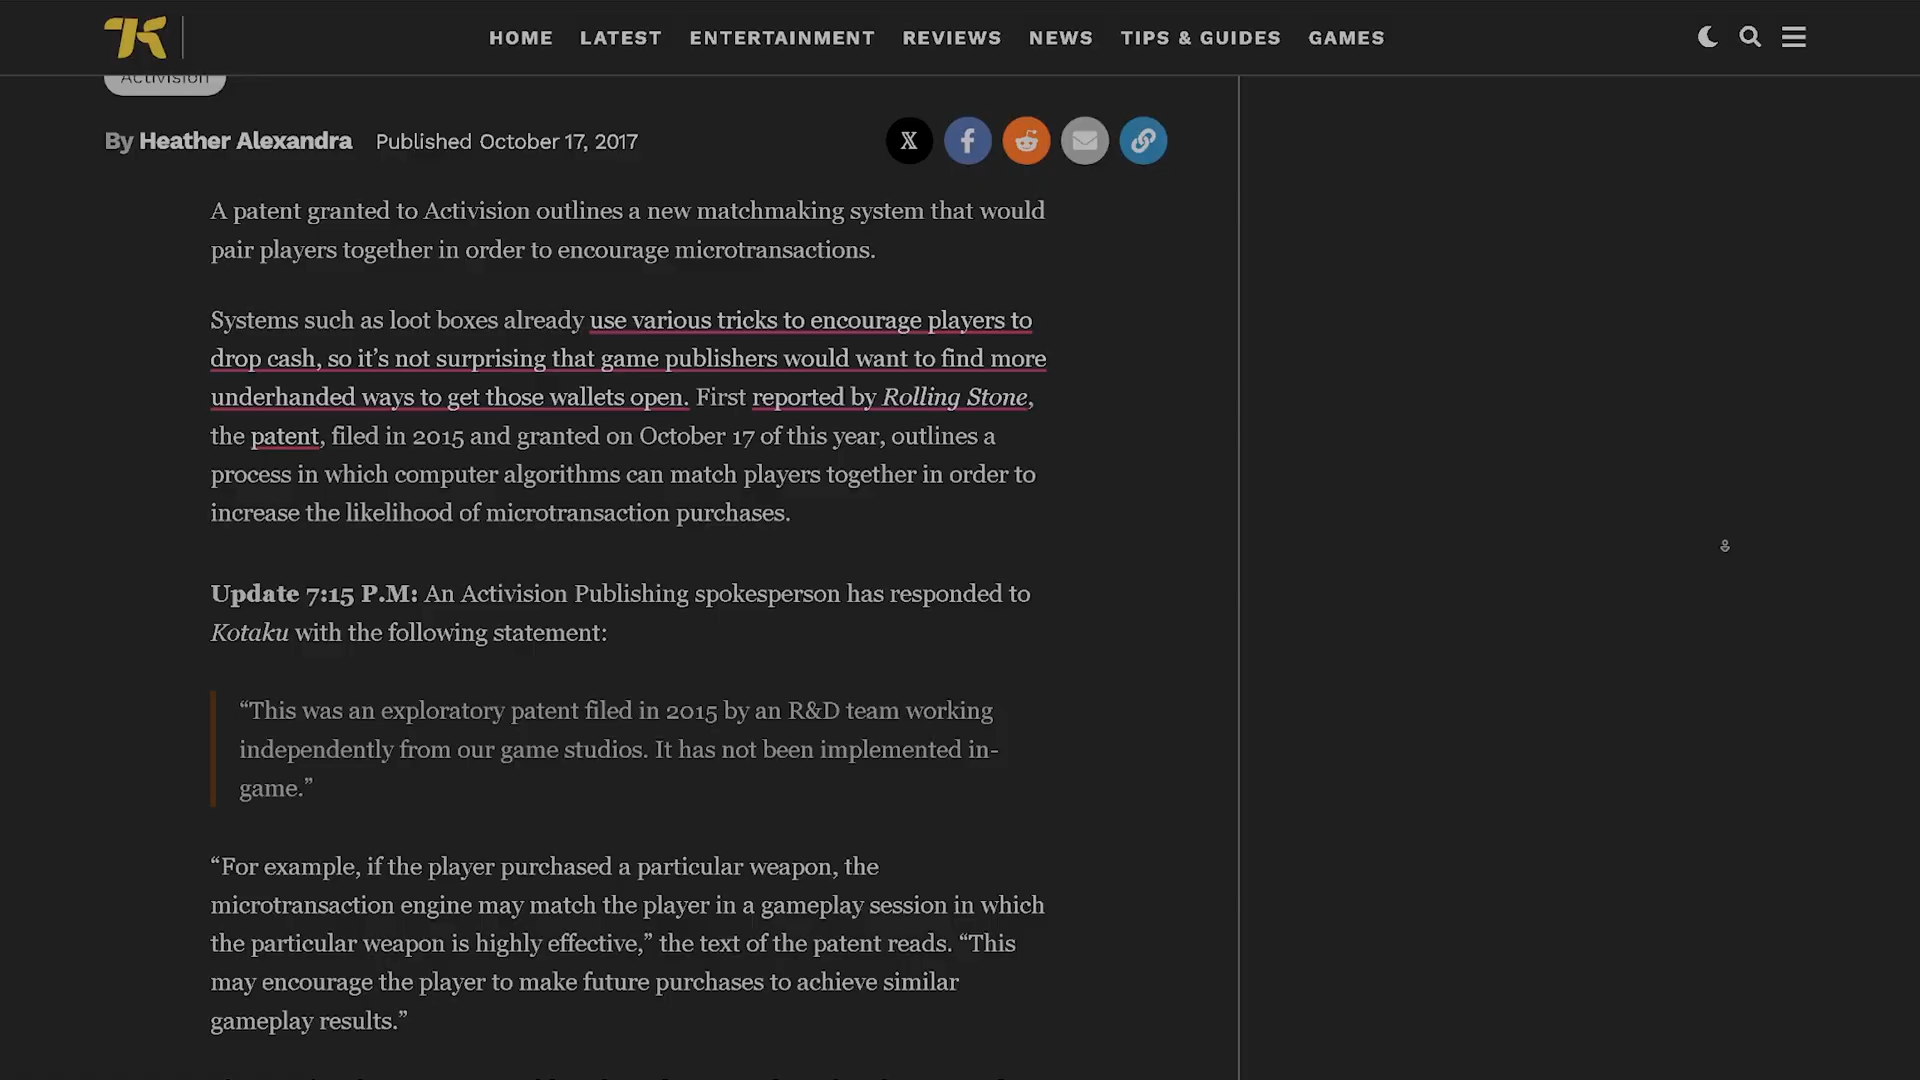 HOME LATEST ENTERTAINMENT REVIEWS NEWS TIPS & GUIDES GAMES
Activision
By Heather Alexandra Published October 17, 2017
A patent granted to Activision outlines a new matchmaking system that would
pair players together in order to encourage microtransactions.
Systems such as loot boxes already use various tricks to encourage players to
drop cash, so it’s not surprising that game publishers would want to find more
underhanded ways to get those wallets open. First reported by Rolling Stone,
the patent, filed in 2015 and granted on October 17 of this year, outlines a
process in which computer algorithms can match players together in order to
increase the likelihood of microtransaction purchases.
Update 7:15 P.M: An Activision Publishing spokesperson has responded to
Kotaku with the following statement:
“This was an exploratory patent filed in 2015 by an R&D team working
independently from our game studios. It has not been implemented in-
game.”
“For example, if the player purchased a particular weapon, the
microtransaction engine may match the player in a gameplay session in which
the particular weapon is highly effective,” the text of the patent reads. “This
may encourage the player to make future purchases to achieve similar
gameplay results.”